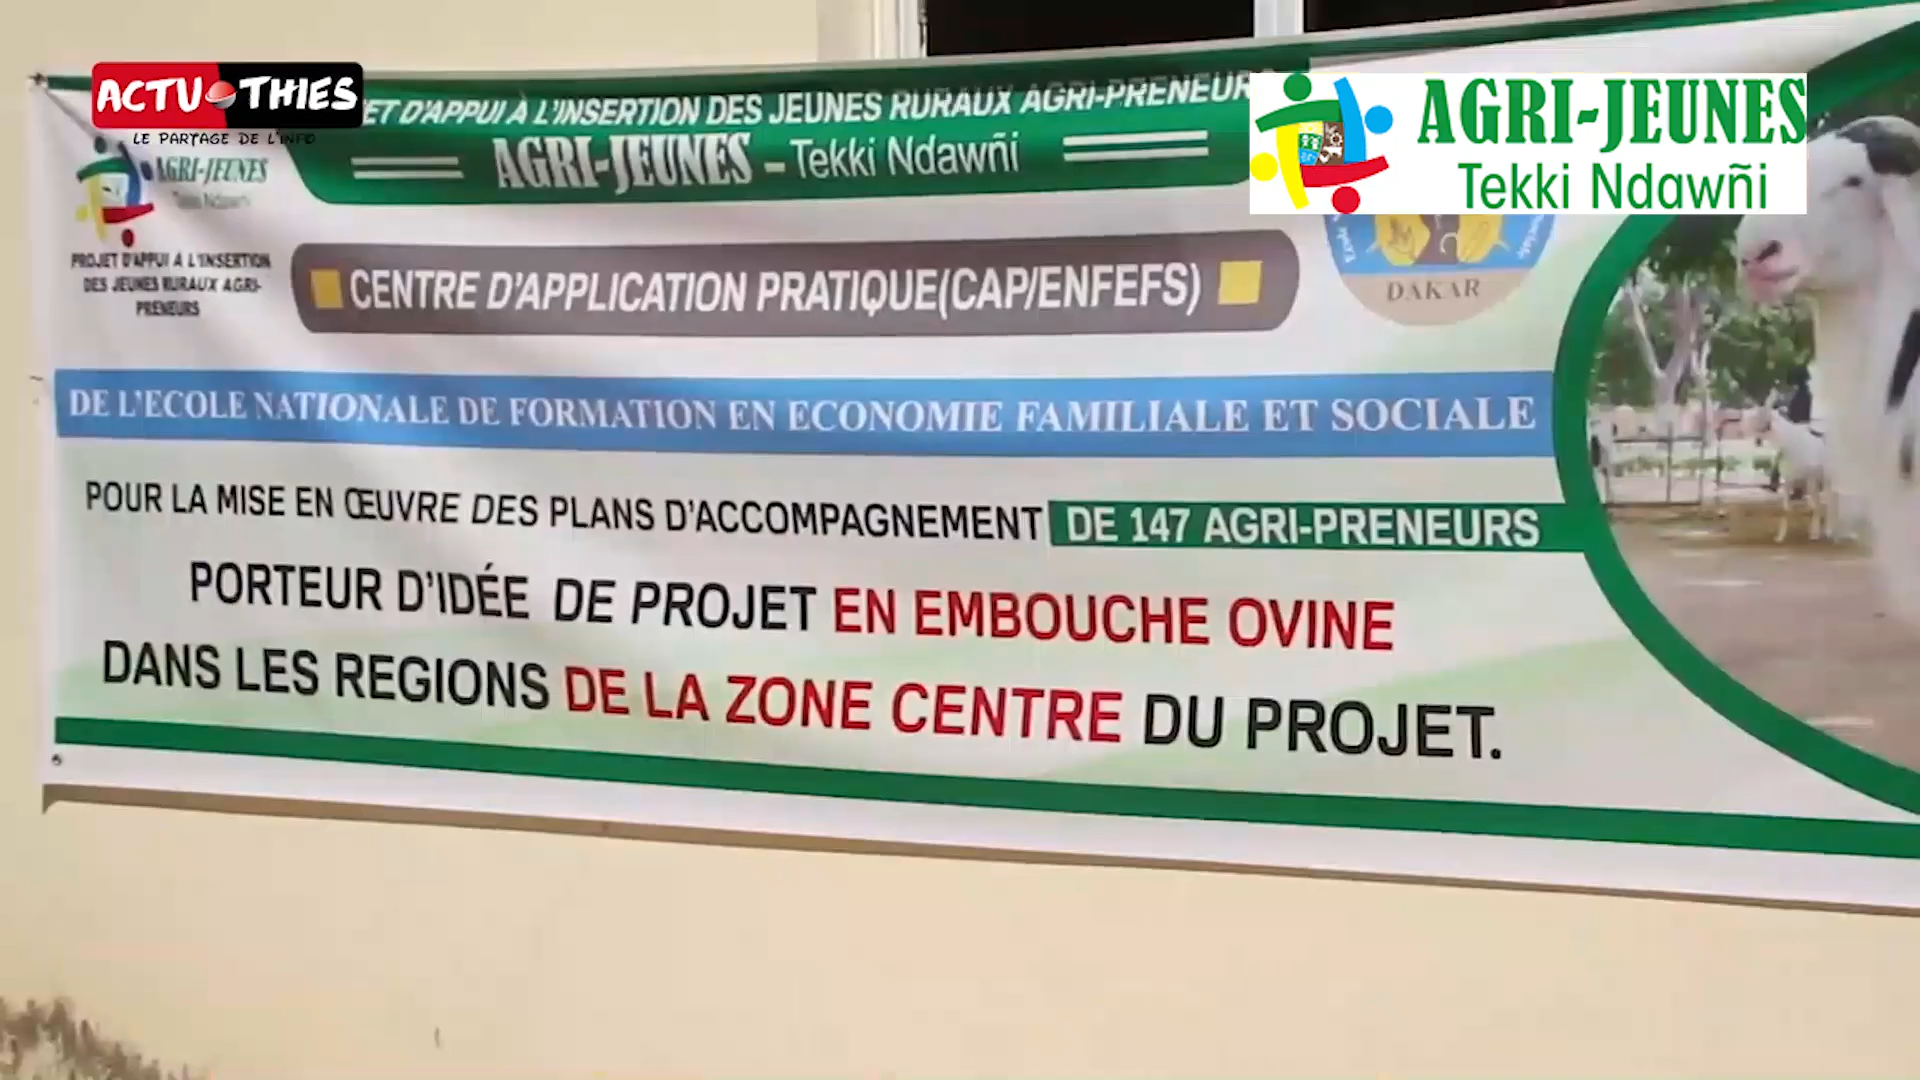 ACTU THIES
LE PARTAGE DE L'INFO
ET D'APPUI À L'INSERTION DES JEUNES RURAUX AGRI-PRENEUR
AGRI-JEUNES – Tekki Ndawñi
AGRI-JEUNES
Tekki Ndawñi
AGRI-JEUNES
Tekki Ndawñi
PROJET D'APPUI A L'INSERTION
DES JEUNES RURAUX AGRI-
PRENEURS
CENTRE D'APPLICATION PRATIQUE(CAP/ENFEFS)
DAKAR
DE L'ECOLE NATIONALE DE FORMATION EN ECONOMIE FAMILIALE ET SOCIALE
POUR LA MISE EN ŒUVRE DES PLANS D'ACCOMPAGNEMENT DE 147 AGRI-PRENEURS
PORTEUR D'IDÉE DE PROJET EN EMBOUCHE OVINE
DANS LES REGIONS DE LA ZONE CENTRE DU PROJET.